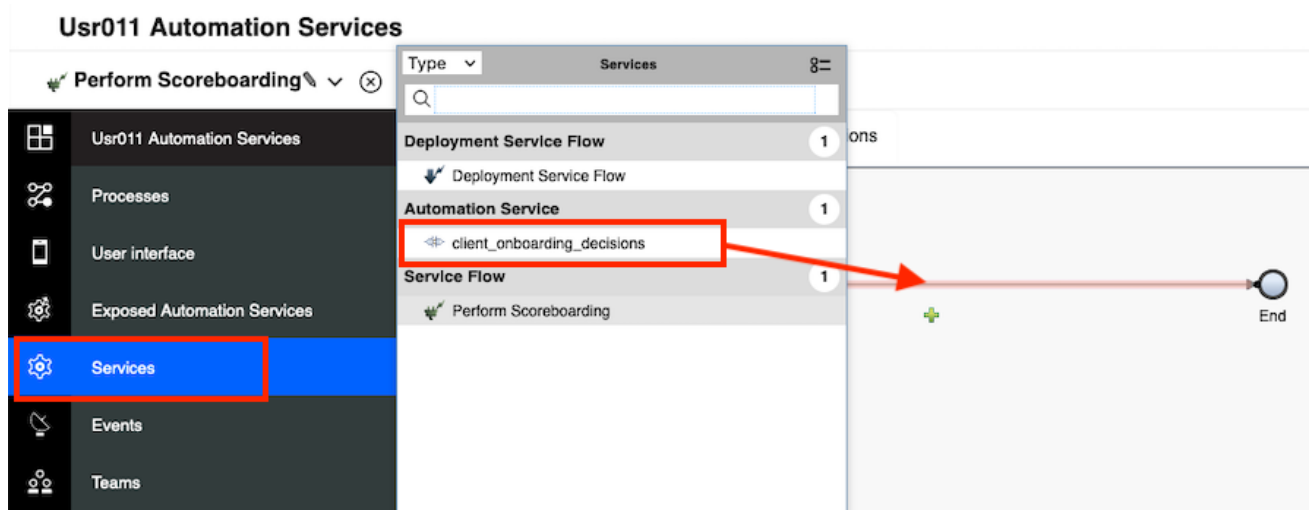 Usr011 Automation Services
Perform Scoreboarding
Type
Services
Usr011 Automation Services
Processes
User interface
Exposed Automation Services
Services
Events
Teams
Deployment Service Flow 1
Deployment Service Flow
Automation Service 1
client_onboarding_decisions
Service Flow 1
Perform Scoreboarding
ons
End